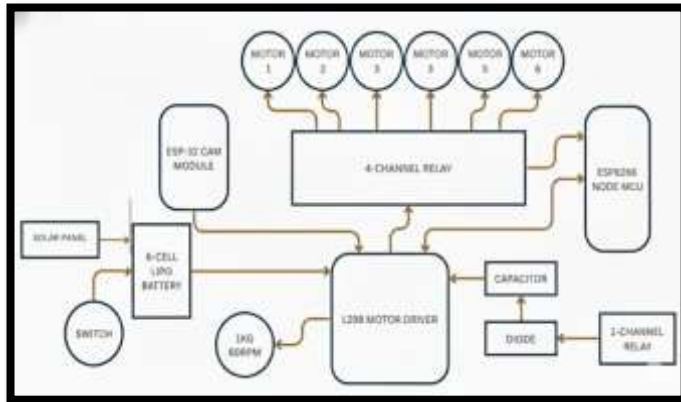 MOTOR
1
MOTOR
2
MOTOR
3
MOTOR
3
MOTOR
5
MOTOR
6
ESP-32 CAM
MODULE
4-CHANNEL RELAY
ESP8266
NODE MCU
SOLAR PANEL
6-CELL
LIPO
BATTERY
SWITCH
1KG
60RPM
L298 MOTOR DRIVER
CAPACITOR
DIODE
1-CHANNEL
RELAY